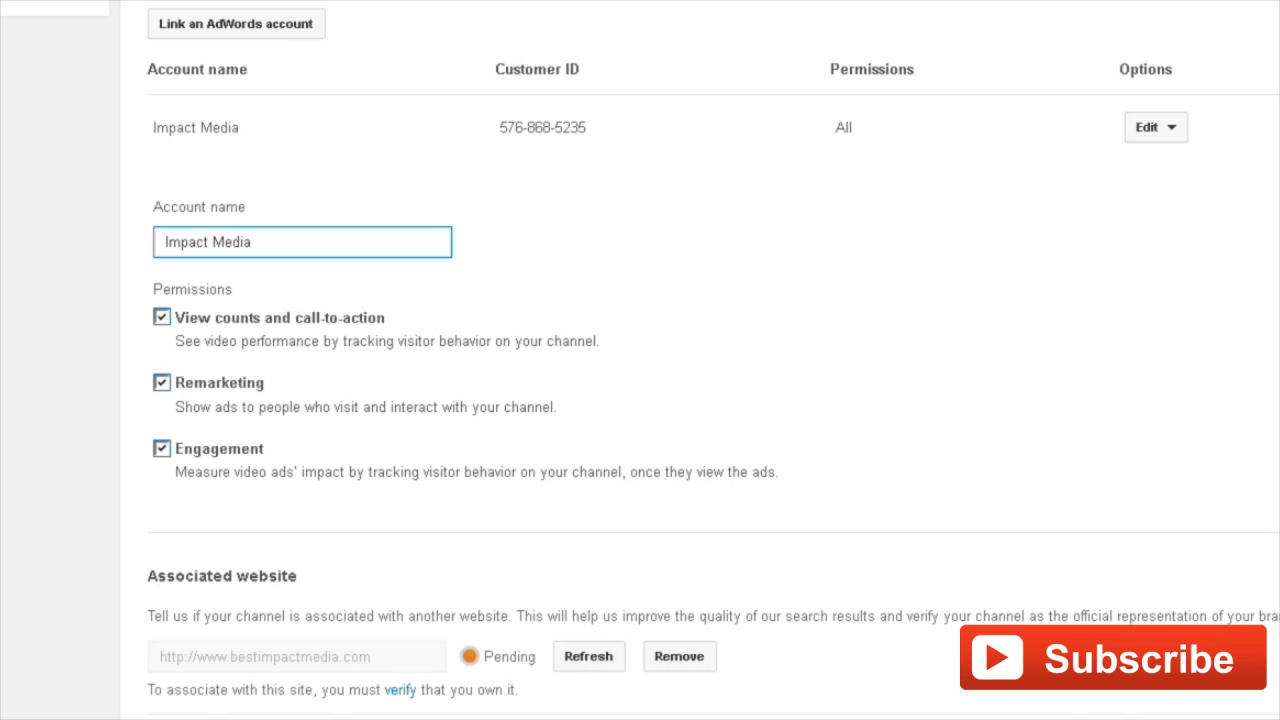 Link an AdWords account
Account name Customer ID Permissions Options
Impact Media 576-868-5235 All Edit
Account name
Impact Media
Permissions
View counts and call-to-action
See video performance by tracking visitor behavior on your channel.
Remarketing
Show ads to people who visit and interact with your channel.
Engagement
Measure video ads' impact by tracking visitor behavior on your channel, once they view the ads.
Associated website
Tell us if your channel is associated with another website. This will help us improve the quality of our search results and verify your channel as the official representation of your bra
http://www.bestimpactmedia.com Pending Refresh Remove
Subscribe
To associate with this site, you must verify that you own it.